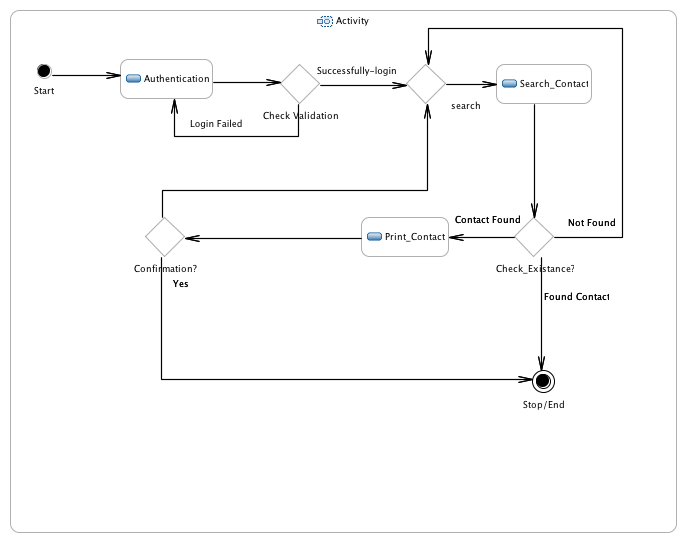 Activity
Start
Authentication
Successfully-login
Search_Contact
search
Check Validation
Login Failed
Contact Found
Not Found
Print_Contact
Confirmation?
Yes
Check_Existance?
Found Contact
Stop/End